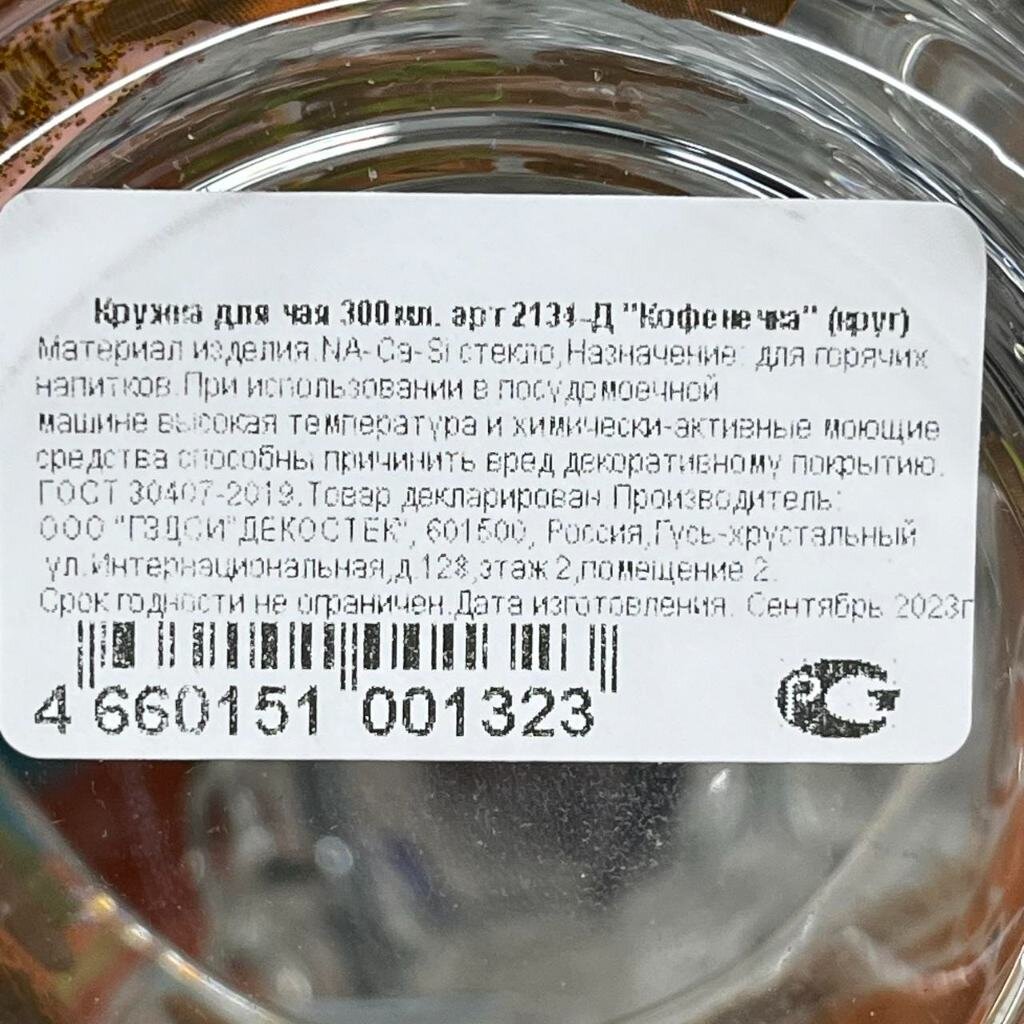 Кружка для чая 300мл. арт 2134-Д "Кофенечка" (круг)
Материал изделия:NA-Ca-Si стекло,Назначение: для горячих
напитков.При использовании в посудомоечной
машине высокая температура и химически-активные моющие
средства способны причинить вред декоративному покрытию.
ГОСТ 30407-2019.Товар декларирован.Производитель:
ООО "ГЗДСИ"ДЕКОСТЕК", 601500, Россия,Гусь-хрустальный
ул.Интернациональная,д.128,этаж 2,помещение 2.
Срок годности не ограничен.Дата изготовления: Сентябрь 2023г
4 660151 001323